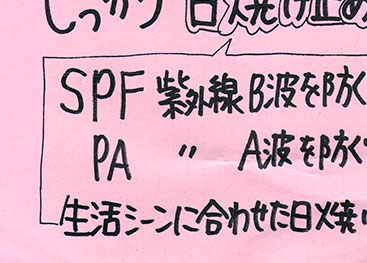 しっかり 日焼け止め
SPF 紫外線B波を防ぐ
PA 〃 A波を防ぐ
生活シーンに合わせた日焼け